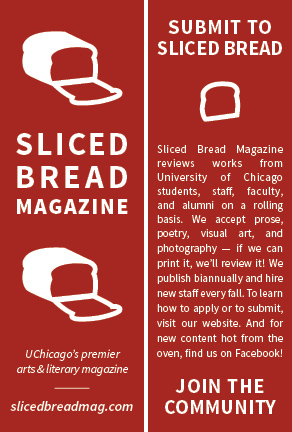 SLICED
BREAD
MAGAZINE
UChicago's premier
arts & literary magazine
slicedbreadmag.com
SUBMIT TO
SLICED BREAD
Sliced Bread Magazine
reviews works from
University of Chicago
students, staff, faculty,
and alumni on a rolling
basis. We accept prose,
poetry, visual art, and
photography — if we can
print it, we'll review it! We
publish biannually and hire
new staff every fall. To learn
how to apply or to submit,
visit our website. And for
new content hot from the
oven, find us on Facebook!
JOIN THE
COMMUNITY